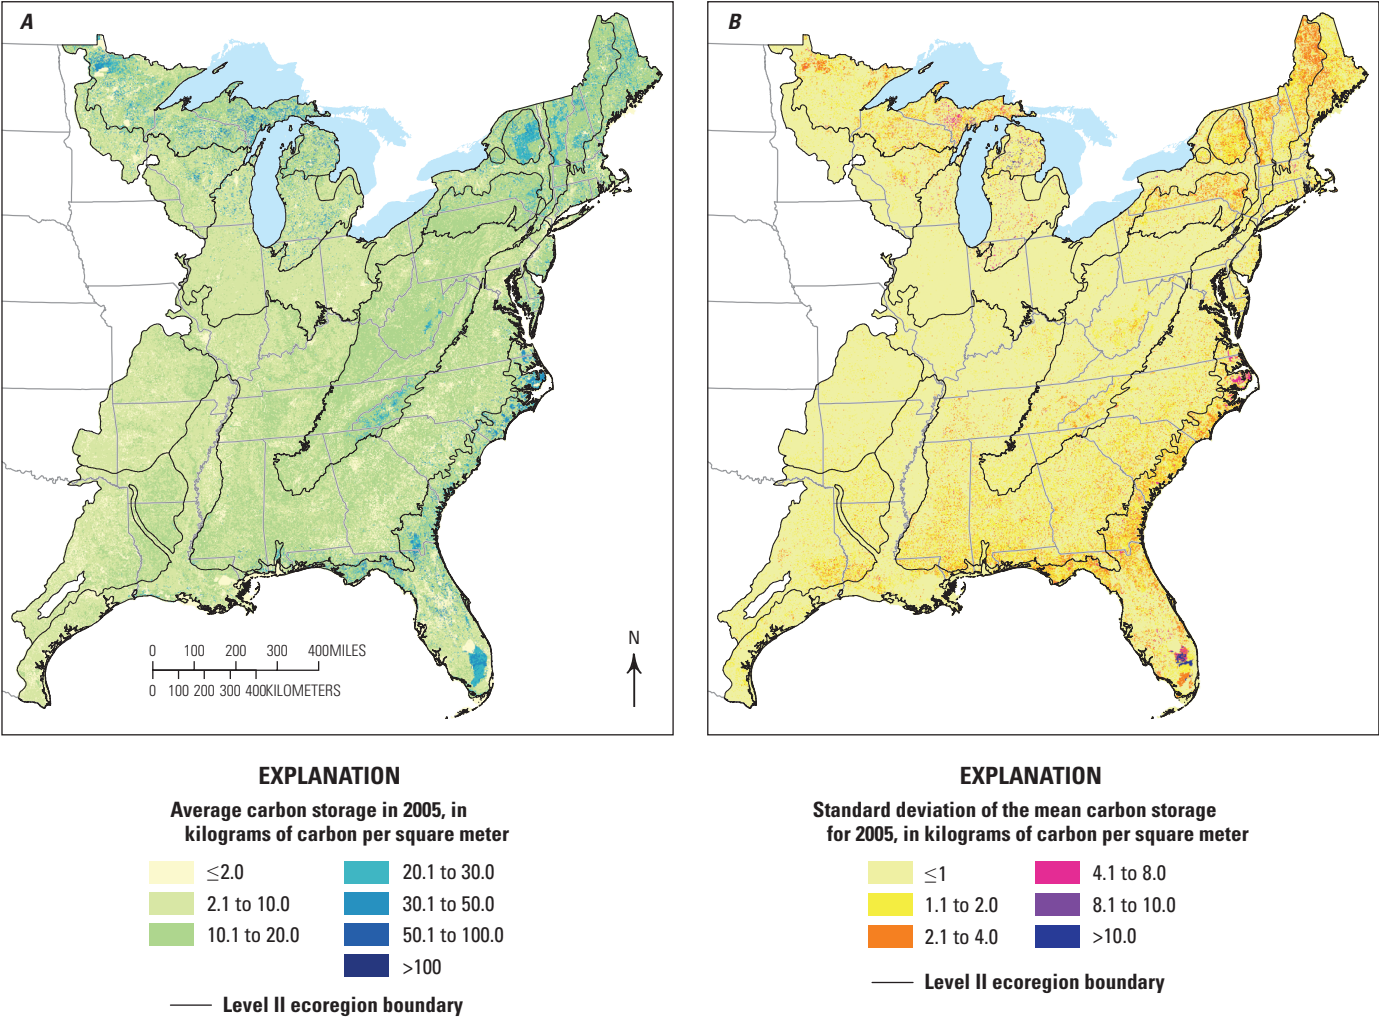 A
B
0 100 200 300 400MILES
0 100 200 300 400KILOMETERS
N
EXPLANATION
Average carbon storage in 2005, in
kilograms of carbon per square meter
≤2.0
2.1 to 10.0
10.1 to 20.0
20.1 to 30.0
30.1 to 50.0
50.1 to 100.0
>100
Level II ecoregion boundary
EXPLANATION
Standard deviation of the mean carbon storage
for 2005, in kilograms of carbon per square meter
≤1
1.1 to 2.0
2.1 to 4.0
4.1 to 8.0
8.1 to 10.0
>10.0
Level II ecoregion boundary